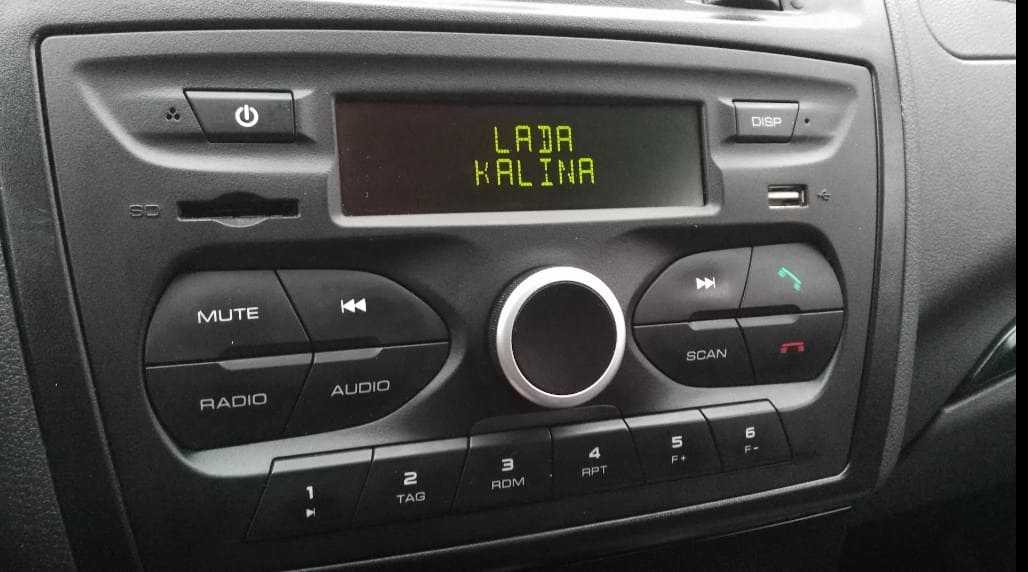 DISP
LADA
KALINA
SD
MUTE
RADIO
AUDIO
SCAN
1
2
TAG
3
RDM
4
RPT
5
F+
6
F-